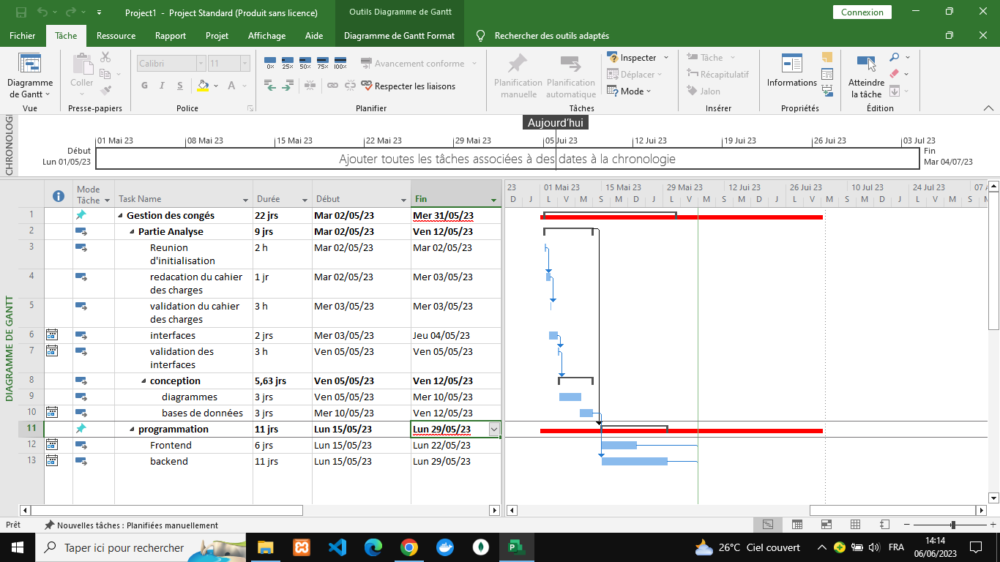 Project1 - Project Standard (Produit sans licence)
Outils Diagramme de Gantt
Connexion
Fichier Tâche Ressource Rapport Projet Affichage Aide Diagramme de Gantt Format Rechercher des outils adaptés
Diagramme de Gantt
Vue
Coller
Presse-papiers
Calibri 11
G I S A
Police
0% 25% 50% 75% 100%
Avancement conforme
Respecter les liaisons
Planifier
Planification manuelle
Planification automatique
Inspecter
Déplacer
Mode
Tâches
Tâche
Récapitulatif
Jalon
Insérer
Informations
Propriétés
Atteindre la tâche
Édition
CHRONOLOGI
Aujourd'hui
01 Mai 23 08 Mai 23 15 Mai 23 22 Mai 23 29 Mai 23 05 Jui 23 12 Jui 23 19 Jui 23 26 Jui 23 03 Jul 23
Début
Lun 01/05/23
Ajouter toutes les tâches associées à des dates à la chronologie
Fin
Mar 04/07/23
DIAGRAMME DE GANTT
Mode Tâche Task Name Durée Début Fin
23 01 Mai 23 15 Mai 23 29 Mai 23 12 Jui 23 26 Jui 23 10 Jul 23 24 Jul 23 07 A
D J L V M S M D J L V M S M D J L V M S M D J L V M S M
1 Gestion des congés 22 jrs Mar 02/05/23 Mer 31/05/23
2 Partie Analyse 9 jrs Mar 02/05/23 Ven 12/05/23
3 Reunion d'initialisation 2 h Mar 02/05/23 Mar 02/05/23
4 redacation du cahier des charges 1 jr Mar 02/05/23 Mer 03/05/23
5 validation du cahier des charges 3 h Mer 03/05/23 Mer 03/05/23
6 interfaces 2 jrs Mer 03/05/23 Jeu 04/05/23
7 validation des interfaces 3 h Ven 05/05/23 Ven 05/05/23
8 conception 5,63 jrs Ven 05/05/23 Ven 12/05/23
9 diagrammes 3 jrs Ven 05/05/23 Mer 10/05/23
10 bases de données 3 jrs Mer 10/05/23 Ven 12/05/23
11 programmation 11 jrs Lun 15/05/23 Lun 29/05/23
12 Frontend 6 jrs Lun 15/05/23 Lun 22/05/23
13 backend 11 jrs Lun 15/05/23 Lun 29/05/23
Prêt Nouvelles tâches : Planifiées manuellement
Taper ici pour rechercher
26°C Ciel couvert
FRA
14:14
06/06/2023